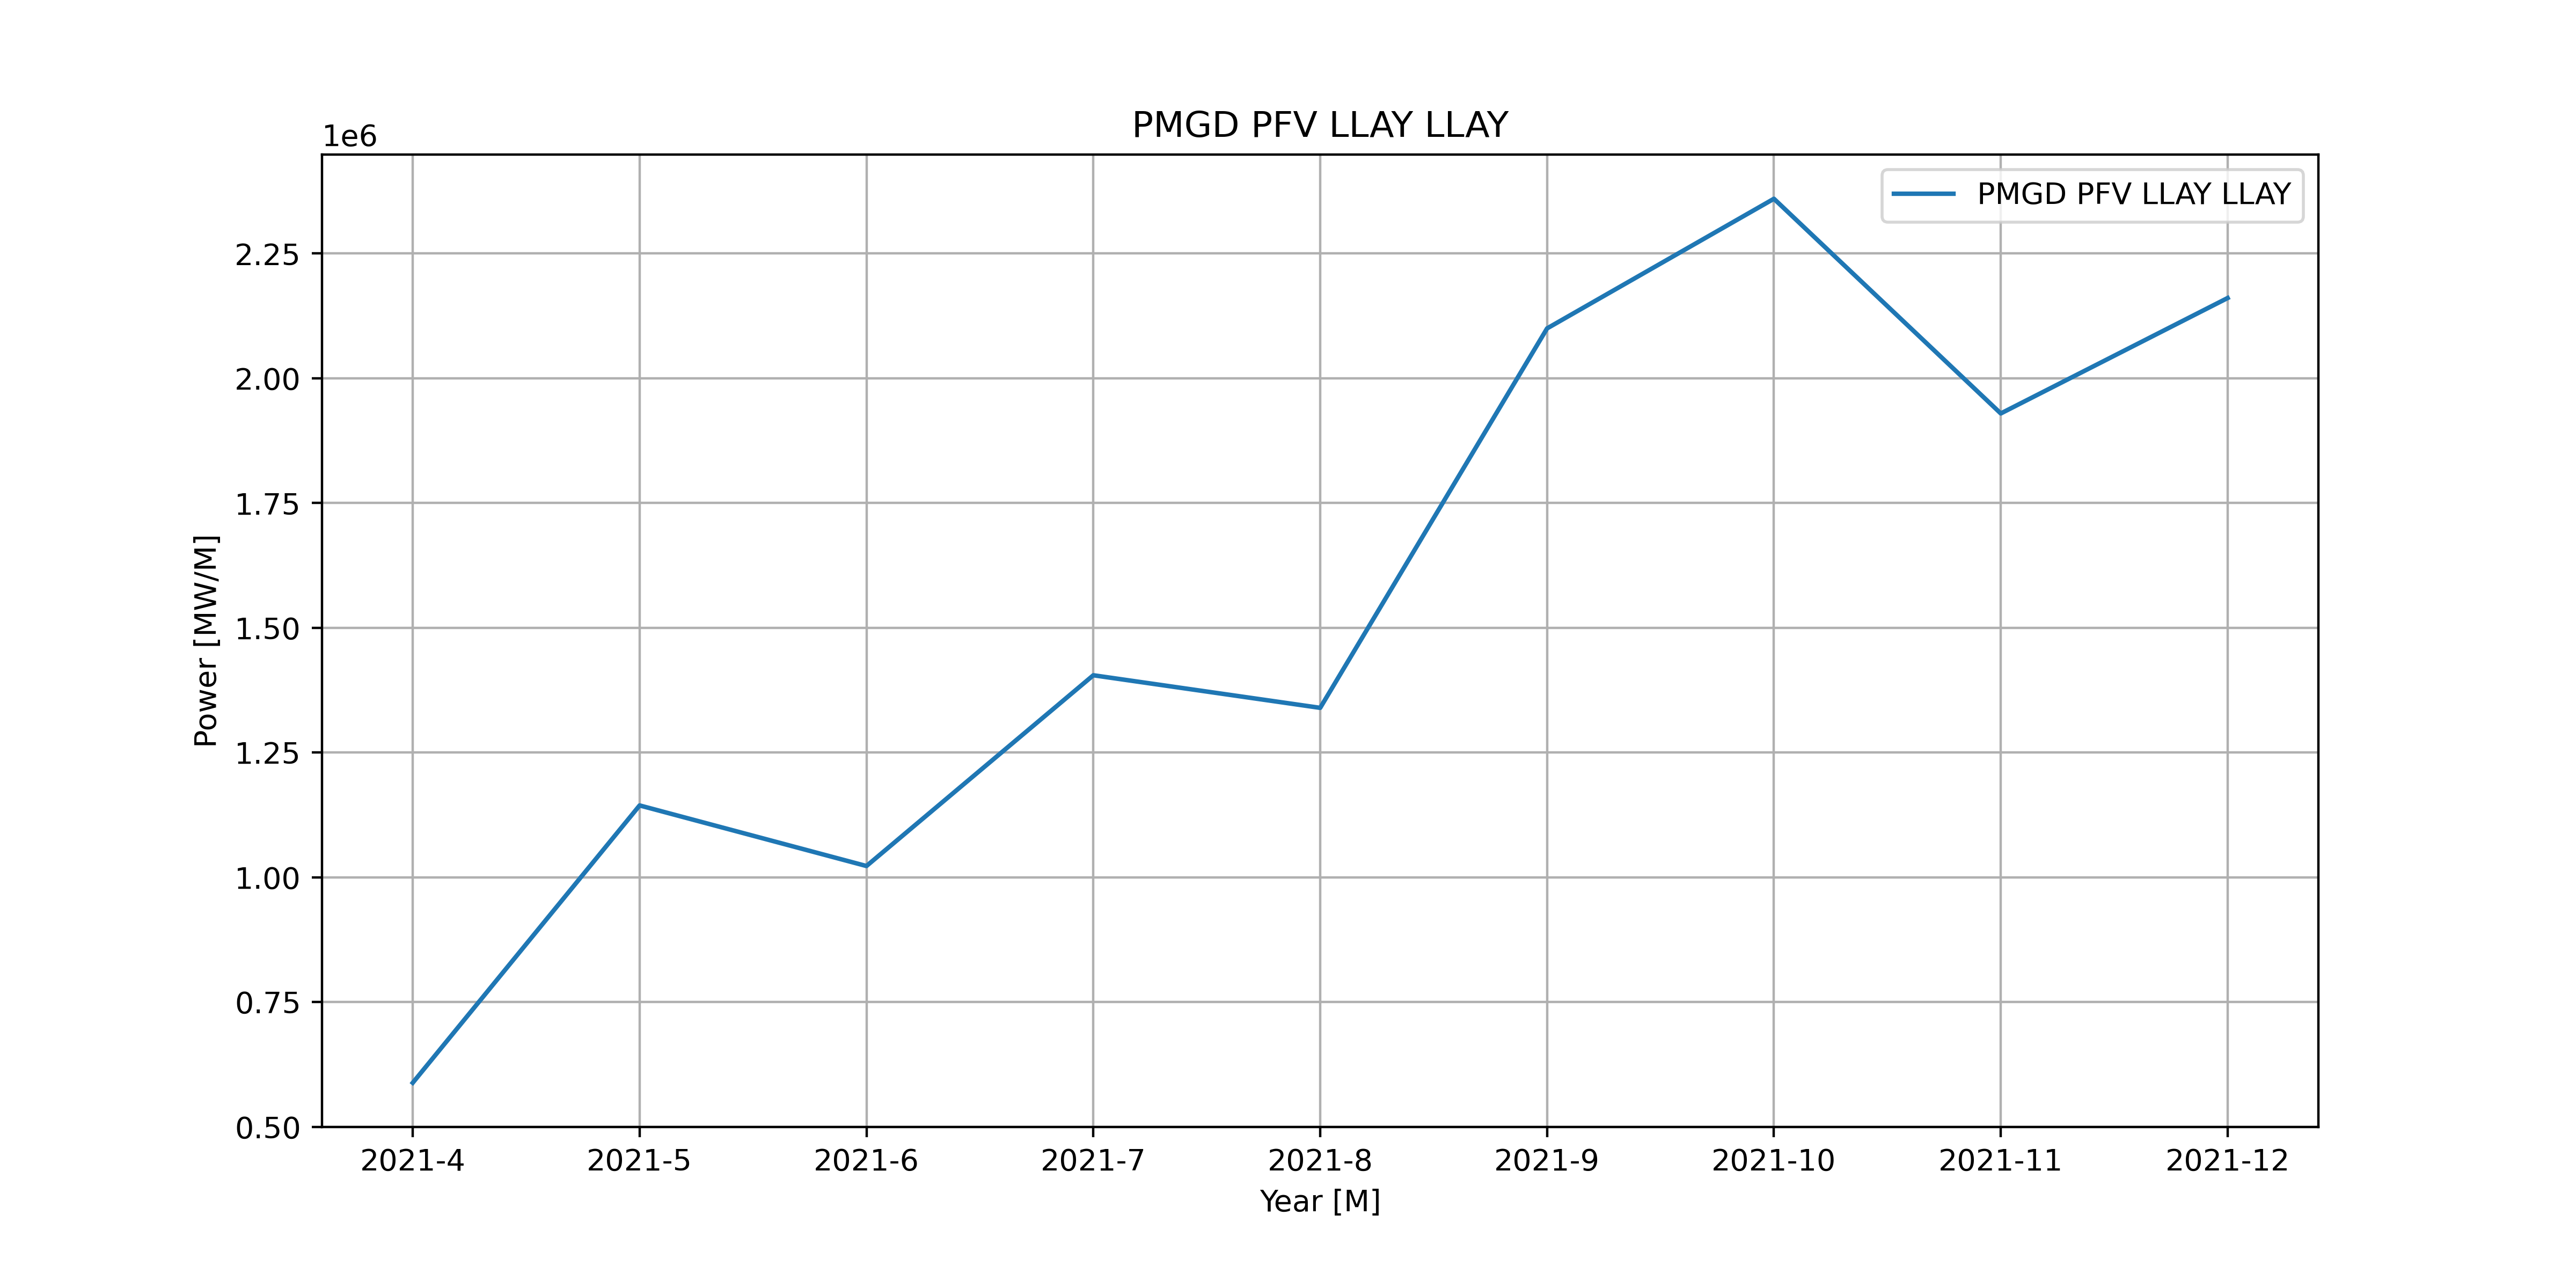 PMGD PFV LLAY LLAY
1e6
PMGD PFV LLAY LLAY
2.25
2.00
1.75
1.50
1.25
1.00
0.75
0.50
Power [MW/M]
2021-4 2021-5 2021-6 2021-7 2021-8 2021-9 2021-10 2021-11 2021-12
Year [M]